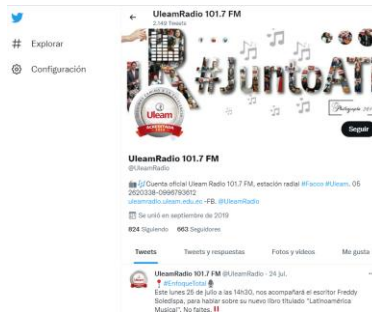 UleamRadio 101.7 FM
2.149 Tweets
Explorar
Configuración
#JuntoATi
Uleam
Seguir
UleamRadio 101.7 FM
@UleamRadio
Cuenta oficial Uleam Radio 101.7 FM, estación radial #Facco #Uleam. 05
2620338-0996793612
uleamradio.uleam.edu.ec -FB. @UleamRadio
Se unió en septiembre de 2019
824 Siguiendo 663 Seguidores
Tweets Tweets y respuestas Fotos y videos Me gusta
UleamRadio 101.7 FM @UleamRadio · 24 jul.
#EnfoqueTotal
Este lunes 25 de julio a las 14h30, nos acompañará el escritor Freddy
Soledispa, para hablar sobre su nuevo libro titulado "Latinoamérica
Musical". No faltes.